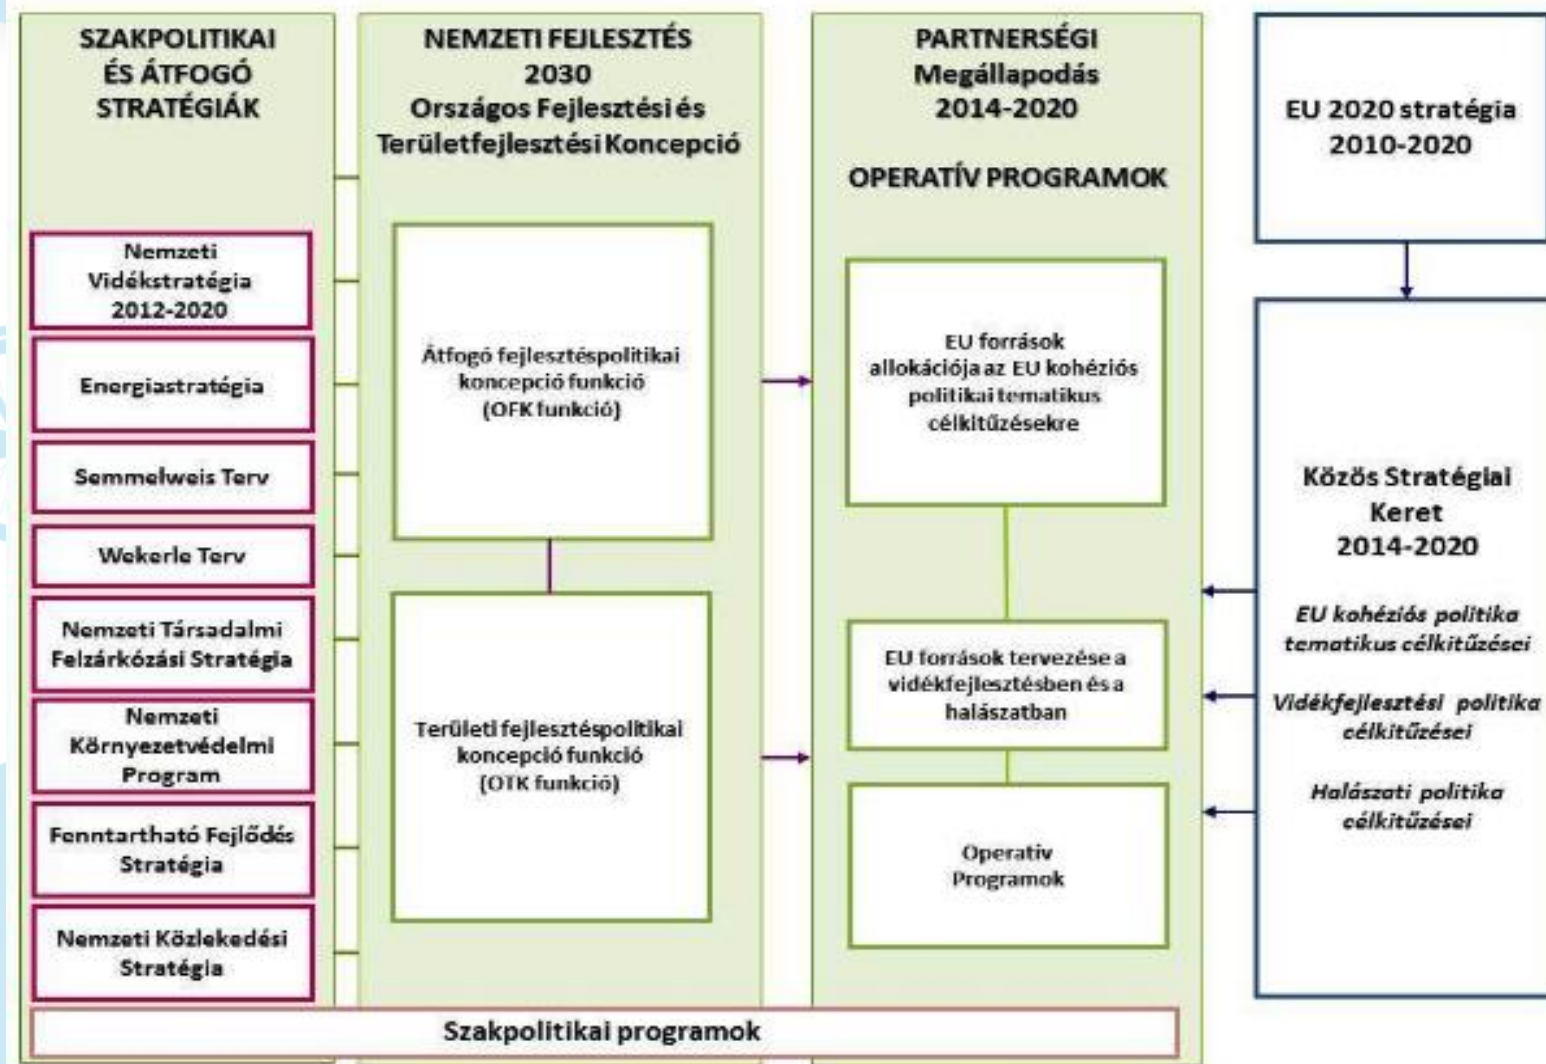 SZAKPOLITIKAI
ÉS ÁTFOGÓ
STRATÉGIÁK
Nemzeti
Vidékstratégia
2012-2020
Energiastratégia
Semmelweis Terv
Wekerle Terv
Nemzeti Társadalmi
Felzárkózási Stratégia
Nemzeti
Környezetvédelmi
Program
Fenntartható Fejlődés
Stratégia
Nemzeti Közlekedési
Stratégia
NEMZETI FEJLESZTÉS
2030
Országos Fejlesztési és
Területfejlesztési Koncepció
Átfogó fejlesztéspolitikai
koncepció funkció
(OFK funkció)
Területi fejlesztéspolitikai
koncepció funkció
(OTK funkció)
PARTNERSÉGI
Megállapodás
2014-2020
OPERATÍV PROGRAMOK
EU források
allokációja az EU kohéziós
politikai tematikus
célkitűzésekre
EU források tervezése a
vidékfejlesztésben és a
halászatban
Operatív
Programok
EU 2020 stratégia
2010-2020
Közös Stratégiai
Keret
2014-2020
EU kohéziós politika
tematikus célkitűzései
Vidékfejlesztési politika
célkitűzései
Halászati politika
célkitűzései
Szakpolitikai programok